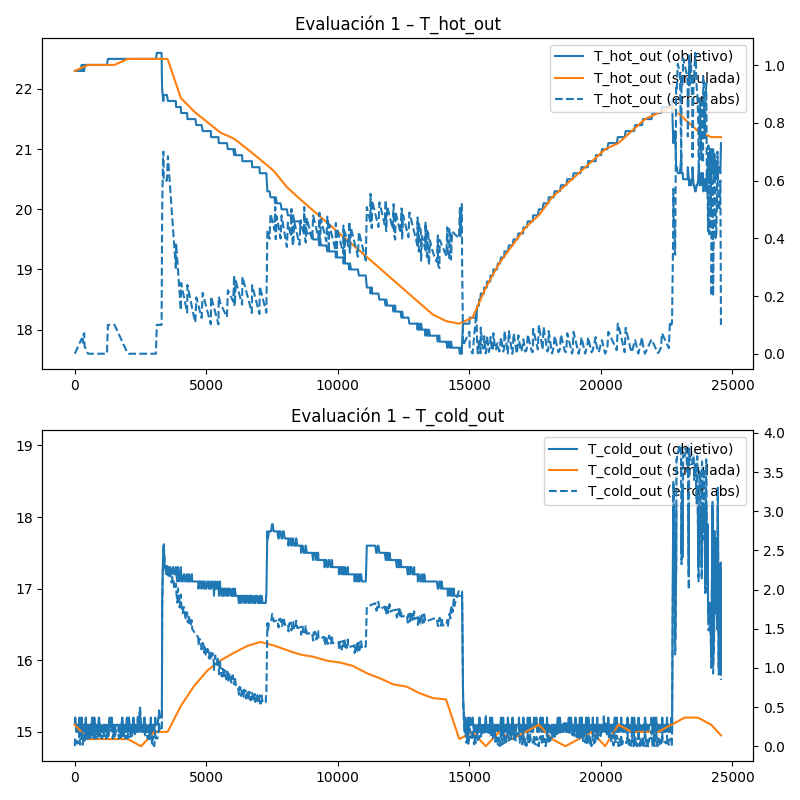 Evaluación 1 – T_hot_out
T_hot_out (objetivo)
T_hot_out (simulada)
T_hot_out (error abs)
22
21
20
19
18
1.0
0.8
0.6
0.4
0.2
0.0
0 5000 10000 15000 20000 25000
Evaluación 1 – T_cold_out
T_cold_out (objetivo)
T_cold_out (simulada)
T_cold_out (error abs)
19
18
17
16
15
4.0
3.5
3.0
2.5
2.0
1.5
1.0
0.5
0.0
0 5000 10000 15000 20000 25000